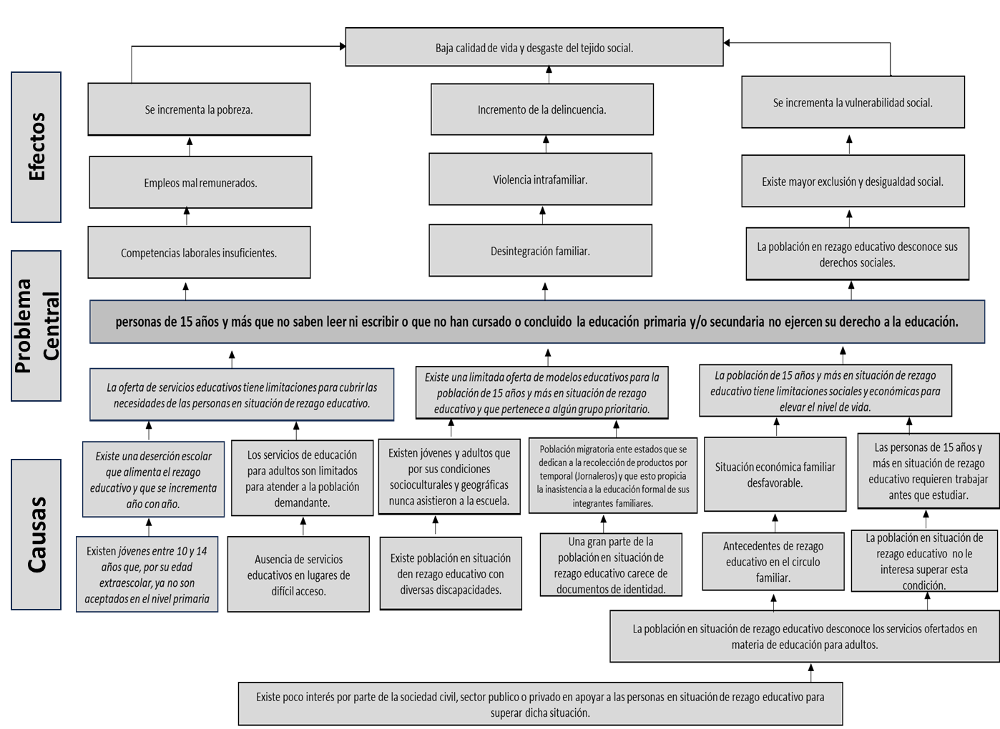 Baja calidad de vida y desgaste del tejido social.
Efectos
Se incrementa la pobreza.
Incremento de la delincuencia.
Se incrementa la vulnerabilidad social.
Empleos mal remunerados.
Violencia intrafamiliar.
Existe mayor exclusión y desigualdad social.
Competencias laborales insuficientes.
Desintegración familiar.
La población en rezago educativo desconoce sus
derechos sociales.
Problema
Central
personas de 15 años y más que no saben leer ni escribir o que no han cursado o concluido la educación primaria y/o secundaria no ejercen su derecho a la educación.
La oferta de servicios educativos tiene limitaciones para cubrir las
necesidades de las personas en situación de rezago educativo.
Existe una limitada oferta de modelos educativos para la
población de 15 años y más en situación de rezago
educativo y que pertenece a algún grupo prioritario.
La población de 15 años y más en situación de rezago
educativo tiene limitaciones sociales y económicas para
elevar el nivel de vida.
Causas
Existe una deserción escolar
que alimenta el rezago
educativo y que se incrementa
año con año.
Los servicios de educación
para adultos son limitados
para atender a la población
demandante.
Existen jóvenes y adultos que
por sus condiciones
socioculturales y geográficas
nunca asistieron a la escuela.
Población migratoria ente estados que se
dedican a la recolección de productos por
temporal (Jornaleros) y que esto propicia
la inasistencia a la educación formal de sus
integrantes familiares.
Situación económica familiar
desfavorable.
Las personas de 15 años y
más en situación de rezago
educativo requieren trabajar
antes que estudiar.
Existen jóvenes entre 10 y 14
años que, por su edad
extraescolar, ya no son
aceptados en el nivel primaria
Ausencia de servicios
educativos en lugares de
difícil acceso.
Existe población en situación
den rezago educativo con
diversas discapacidades.
Una gran parte de la
población en situación de
rezago educativo carece de
documentos de identidad.
Antecedentes de rezago
educativo en el circulo
familiar.
La población en situación de
rezago educativo no le
interesa superar esta
condición.
La población en situación de rezago educativo desconoce los servicios ofertados en
materia de educación para adultos.
Existe poco interés por parte de la sociedad civil, sector publico o privado en apoyar a las personas en situación de rezago educativo para
superar dicha situación.